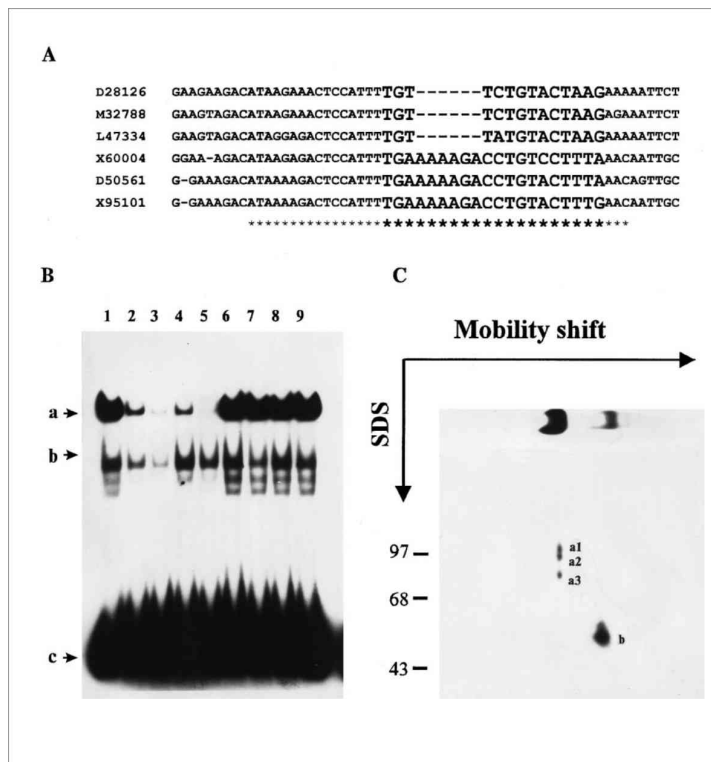 A
D28126 GAAGAAGACATAAGAAACTCCATTTTGT------TCTGTACTAAGAAAAATTCT
M32788 GAAGTAGACATAAGAAACTCCATTTTGT------TCTGTACTAAGAGAAATTCT
L47334 GAAGTAGACATAGGAGACTCCATTTTGT------TATGTACTAAGAAAAATTCT
X60004 GGAA-AGACATAAGAGACTCCATTTTGAAAAAGACCTGTCCTTTAAACAATTGC
D50561 G-GAAAGACATAAAAGACTCCATTTTGAAAAAGACCTGTACTTTAAACAGTTGC
X95101 G-GAAAGACATAAAAGACTCCATTTTGAAAAAGACCTGTACTTTGAACAATTGC
************************************
B
1 2 3 4 5 6 7 8 9
a
b
c
C
Mobility shift
SDS
97
68
43
a1
a2
a3
b